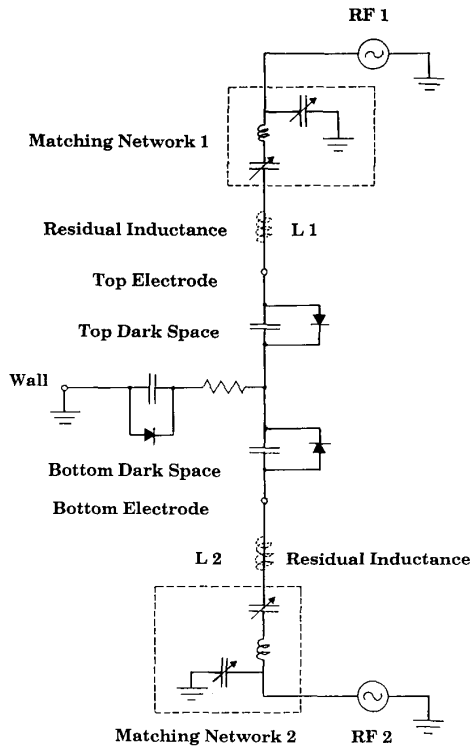 RF 1
Matching Network 1
Residual Inductance
L 1
Top Electrode
Top Dark Space
Wall
Bottom Dark Space
Bottom Electrode
L 2
Residual Inductance
Matching Network 2
RF 2